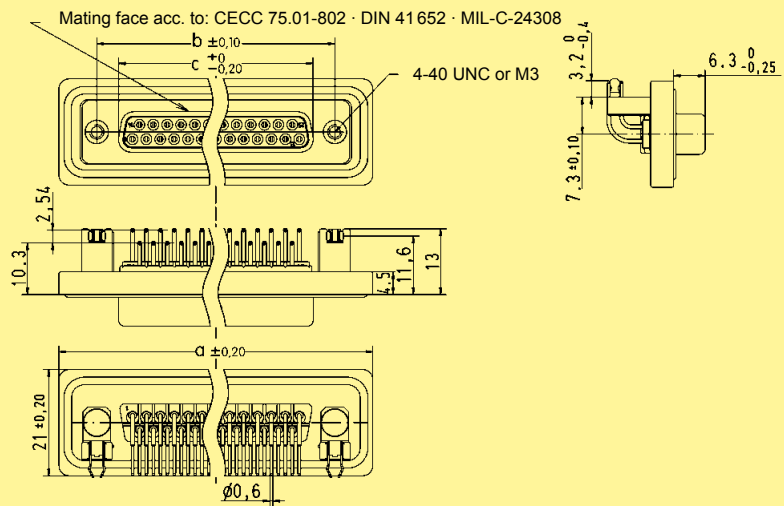 Mating face acc. to: CECC 75.01-802 · DIN 41652 · MIL-C-24308
b ±0,10
c +0 -0,20
4-40 UNC or M3
3,2 0 -0,4
6.3 0 -0,25
7.3 ±0,10
2,54
10.3
4.5
11,6
13
a ±0,20
21 ±0,20
ø0,6